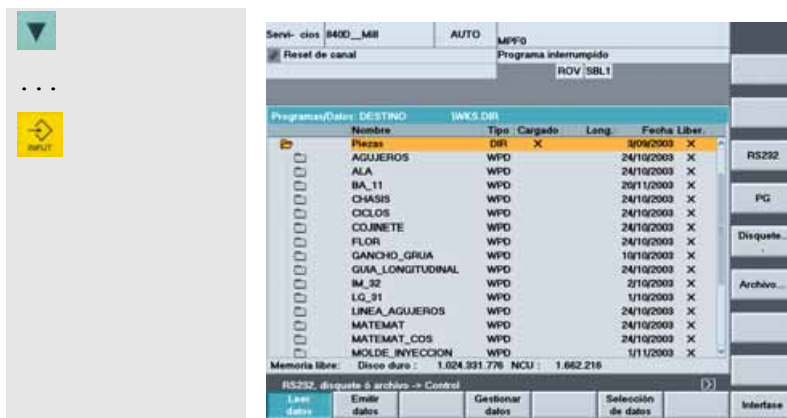 ...
INPUT
Servi- cios 840D__Mill AUTO MPF0
Reset de canal Programa interrumpido
ROV SBL1
Programas/Datos: DESTINO \WKS.DIR
Nombre Tipo Cargado Long. Fecha Liber.
Piezas DIR X 3/09/2003 X
AGUJEROS WPD 24/10/2003 X
ALA WPD 24/10/2003 X
BA_11 WPD 20/11/2003 X
CHASIS WPD 24/10/2003 X
CICLOS WPD 24/10/2003 X
COJINETE WPD 24/10/2003 X
FLOR WPD 24/10/2003 X
GANCHO_GRUA WPD 10/10/2003 X
GUIA_LONGITUDINAL WPD 24/10/2003 X
IM_32 WPD 2/10/2003 X
LG_31 WPD 1/10/2003 X
LINEA_AGUJEROS WPD 24/10/2003 X
MATEMAT WPD 24/10/2003 X
MATEMAT_COS WPD 24/10/2003 X
MOLDE_INYECCION WPD 1/11/2003 X
Memoria libre: Disco duro : 1.024.331.776 NCU : 1.662.216
RS232, disquete ó archivo -> Control
Leer datos
Emitir datos
Gestionar datos
Selección de datos
RS232
PG
Disquete...
Archivo...
Interfase